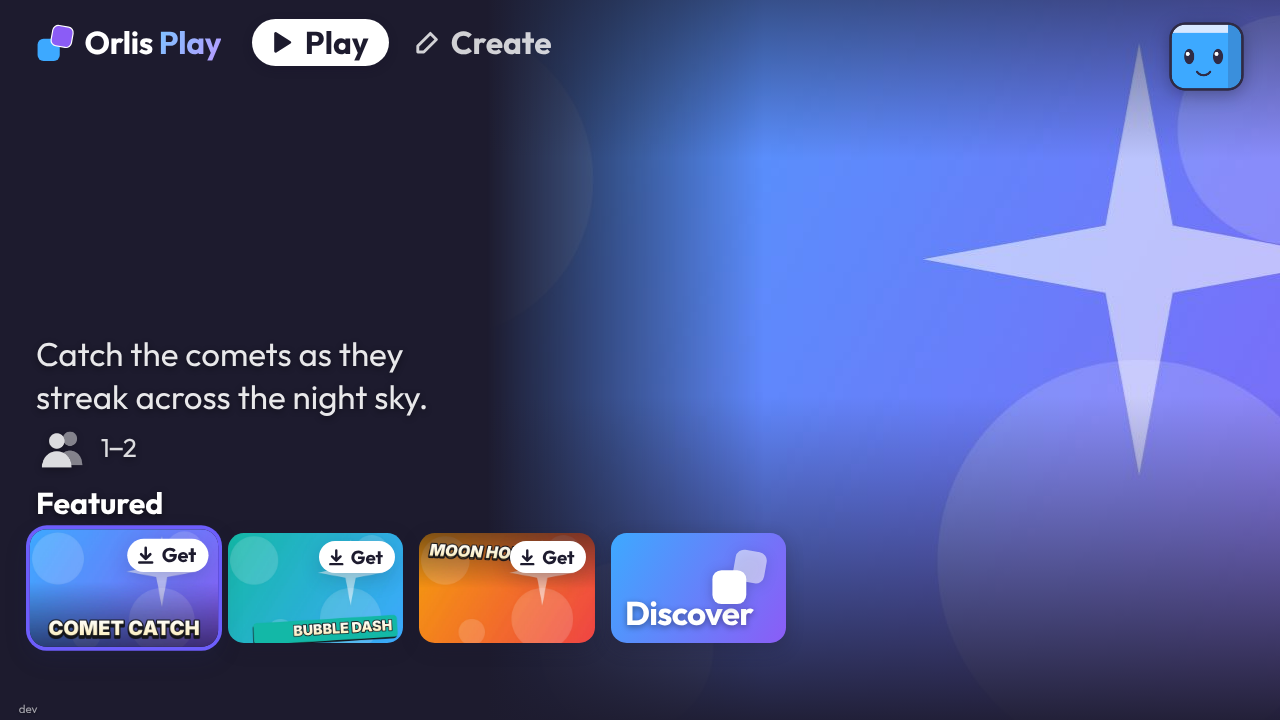 Orlis Play
Play
Create
Catch the comets as they
streak across the night sky.
1–2
Featured
Get
COMET CATCH
Get
BUBBLE DASH
MOON HO
Get
Discover
dev